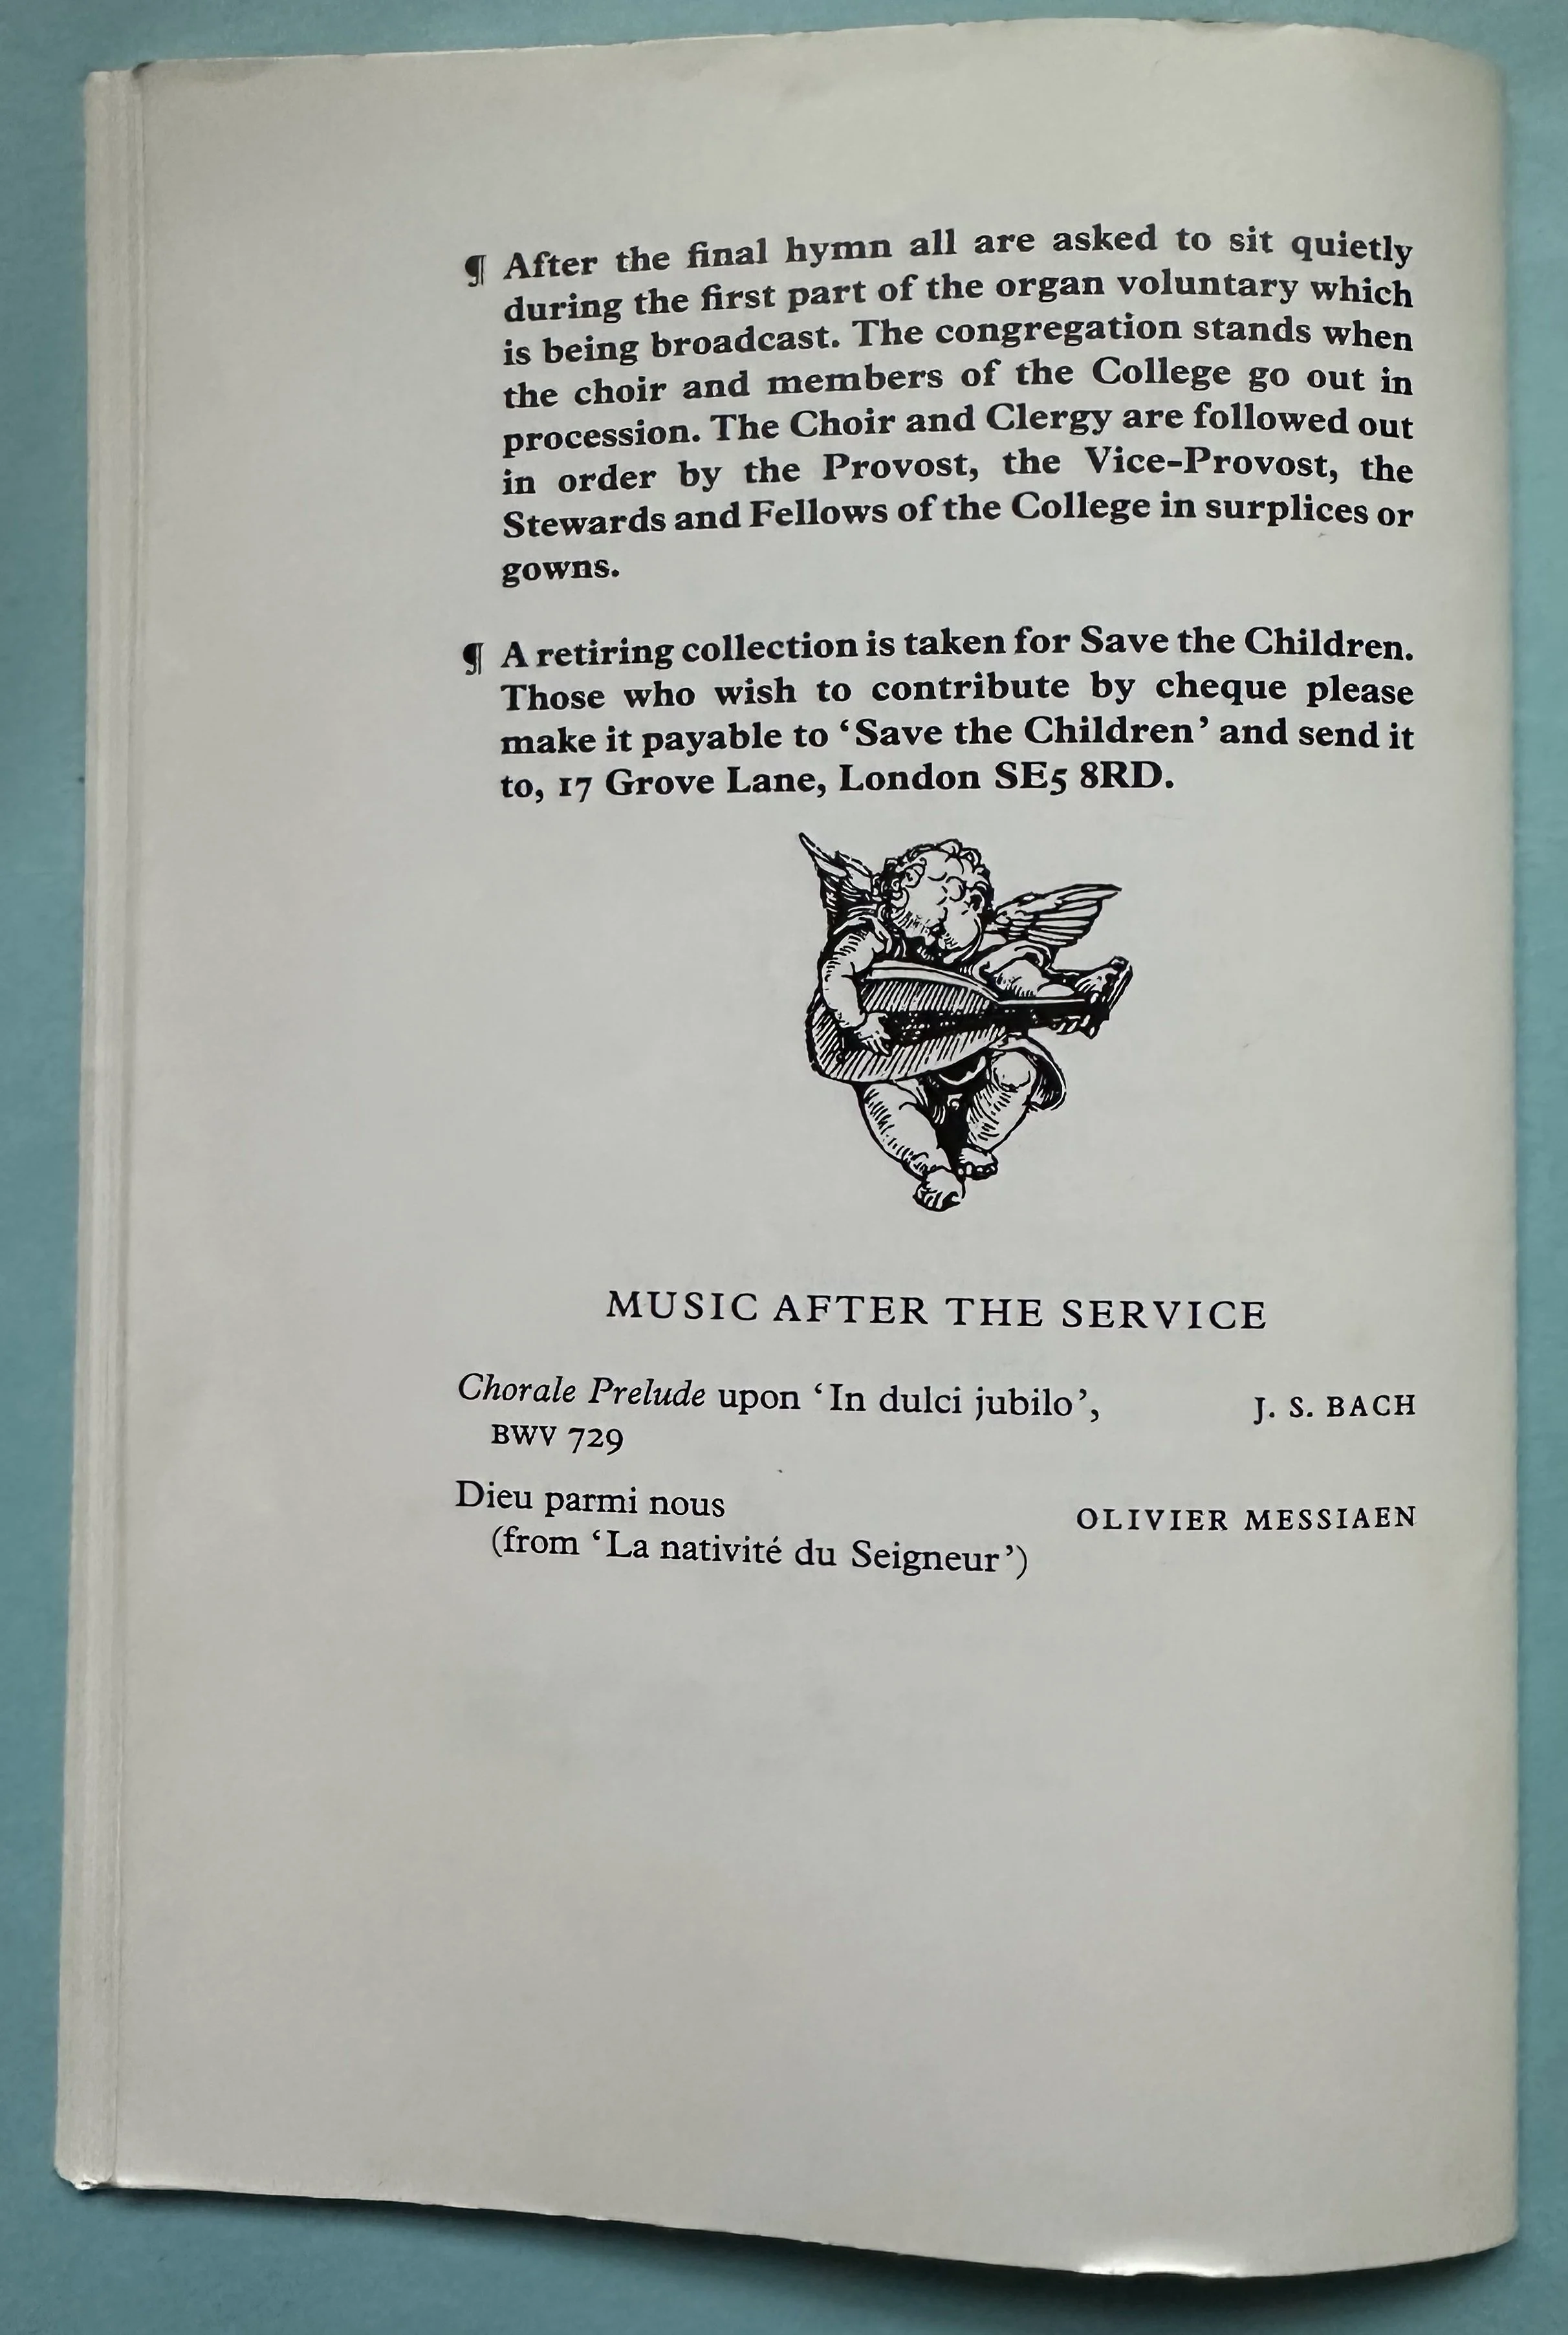 ¶ After the final hymn all are asked to sit quietly
during the first part of the organ voluntary which
is being broadcast. The congregation stands when
the choir and members of the College go out in
procession. The Choir and Clergy are followed out
in order by the Provost, the Vice-Provost, the
Stewards and Fellows of the College in surplices or
gowns.
¶ A retiring collection is taken for Save the Children.
Those who wish to contribute by cheque please
make it payable to ‘Save the Children’ and send it
to, 17 Grove Lane, London SE5 8RD.
MUSIC AFTER THE SERVICE
Chorale Prelude upon ‘In dulci jubilo’, J. S. BACH
BWV 729
Dieu parmi nous OLIVIER MESSIAEN
(from ‘La nativité du Seigneur’)